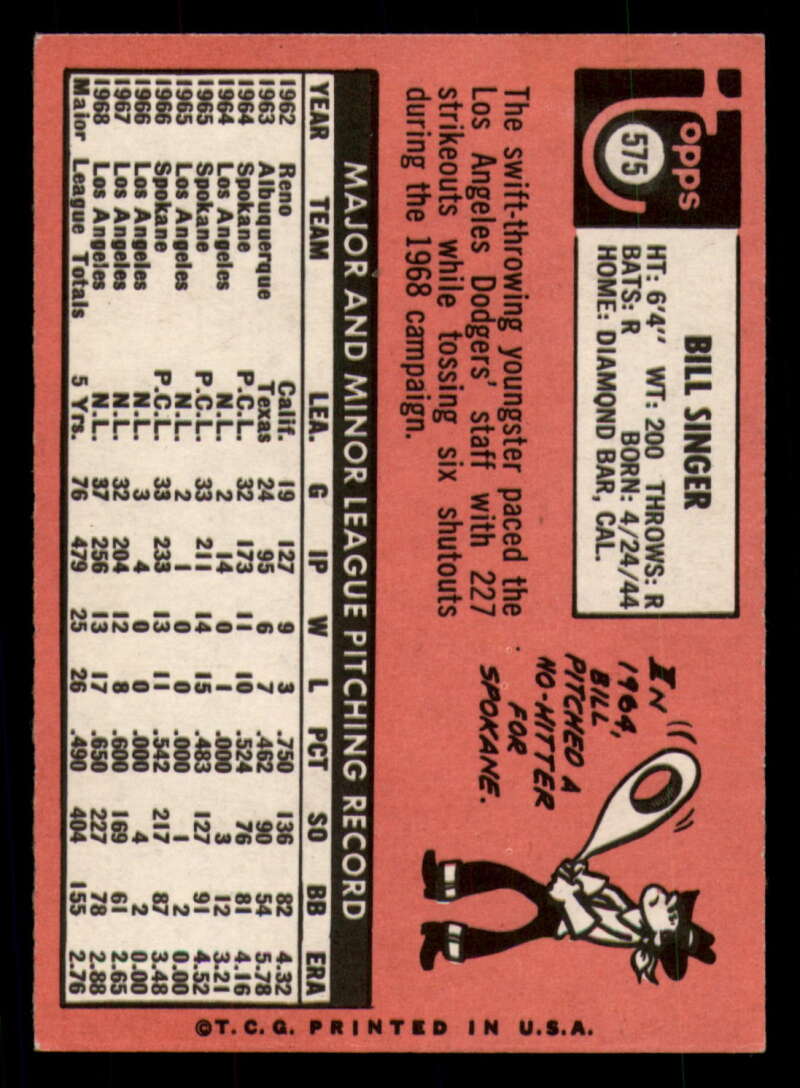 Topps
575
BILL SINGER
HT: 6'4" WT: 200 THROWS: R
BATS: R BORN: 4/24/44
HOME: DIAMOND BAR, CAL.
The swift-throwing youngster paced the
Los Angeles Dodgers' staff with 227
strikeouts while tossing six shutouts
during the 1968 campaign.
IN
1964,
BILL
PITCHED A
NO-HITTER
FOR
SPOKANE.
MAJOR AND MINOR LEAGUE PITCHING RECORD
YEAR TEAM LEA. G IP W L PCT SO BB ERA
1962 Reno Calif. 19 127 9 3 .750 136 82 4.32
1963 Albuquerque Texas 24 95 6 7 .462 90 54 5.78
1964 Spokane P.C.L. 32 173 11 10 .524 76 81 4.16
1964 Los Angeles N.L. 2 14 0 1 .000 3 12 3.21
1965 Spokane P.C.L. 33 211 14 15 .483 127 91 4.52
1965 Los Angeles N.L. 2 1 0 0 .000 1 2 0.00
1966 Spokane P.C.L. 33 233 13 11 .542 217 87 3.48
1966 Los Angeles N.L. 3 4 0 0 .000 4 2 0.00
1967 Los Angeles N.L. 32 204 12 8 .600 169 61 2.65
1968 Los Angeles N.L. 37 256 13 17 .650 227 78 2.88
Major League Totals 5 Yrs. 76 479 25 26 .490 404 155 2.76
©T.C.G. PRINTED IN U.S.A.